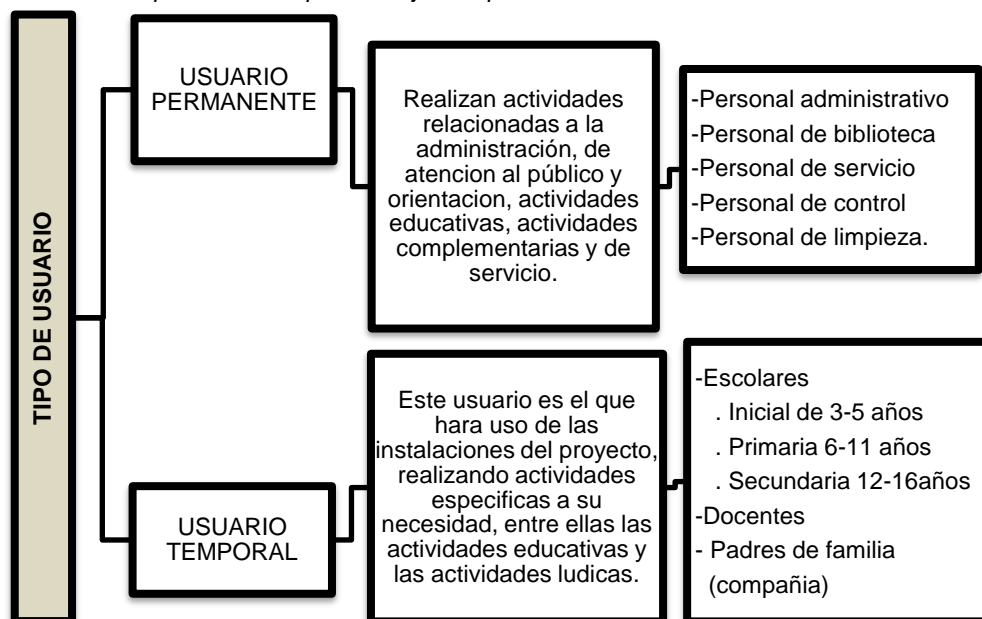 TIPO DE USUARIO
USUARIO
PERMANENTE
Realizan actividades
relacionadas a la
administración, de
atencion al público y
orientacion, actividades
educativas, actividades
complementarias y de
servicio.
-Personal administrativo
-Personal de biblioteca
-Personal de servicio
-Personal de control
-Personal de limpieza.
USUARIO
TEMPORAL
Este usuario es el que
hara uso de las
instalaciones del proyecto,
realizando actividades
especificas a su
necesidad, entre ellas las
actividades educativas y
las actividades ludicas.
-Escolares
. Inicial de 3-5 años
. Primaria 6-11 años
. Secundaria 12-16años
-Docentes
- Padres de familia
(compañia)